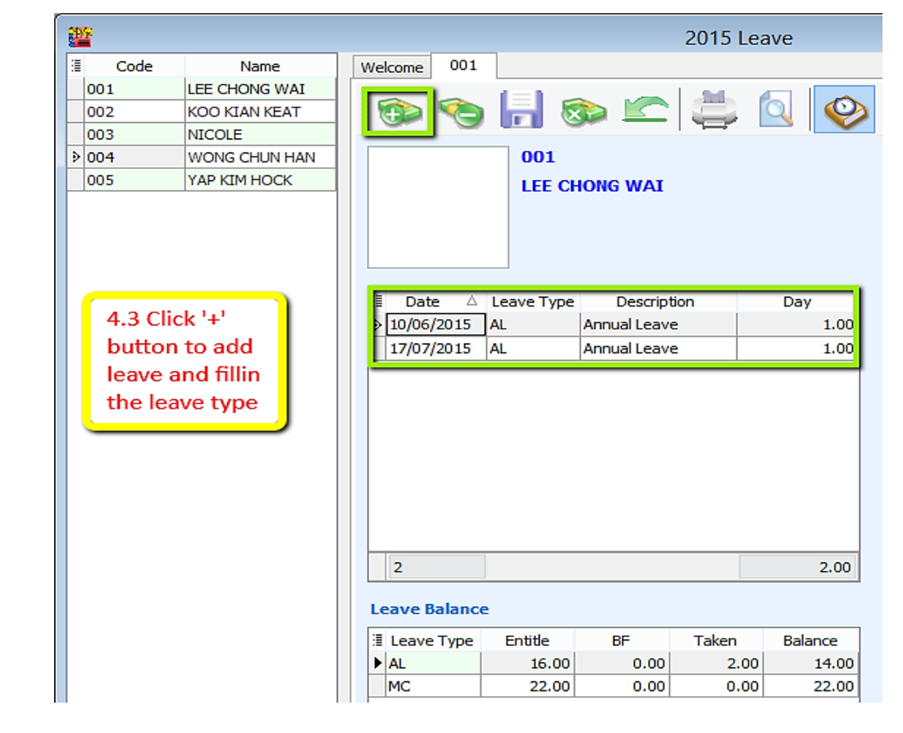 2015 Leave
Code Name
001 LEE CHONG WAI
002 KOO KIAN KEAT
003 NICOLE
004 WONG CHUN HAN
005 YAP KIM HOCK
4.3 Click '+'
button to add
leave and fillin
the leave type
Welcome 001
001
LEE CHONG WAI
Date Leave Type Description Day
10/06/2015 AL Annual Leave 1.00
17/07/2015 AL Annual Leave 1.00
2 2.00
Leave Balance
Leave Type Entitle BF Taken Balance
AL 16.00 0.00 2.00 14.00
MC 22.00 0.00 0.00 22.00